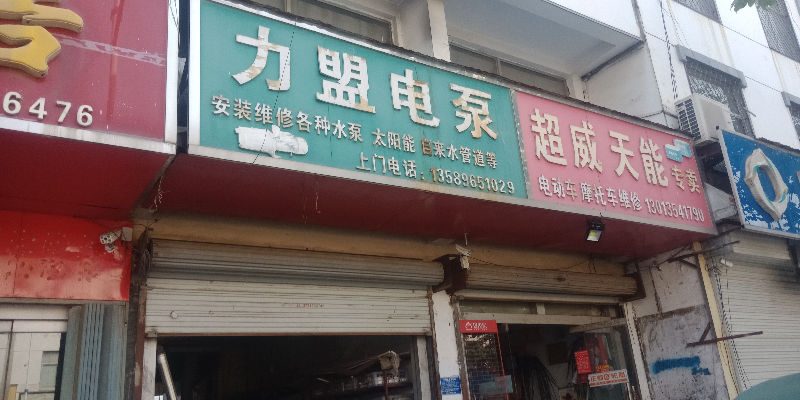 6476
力盟电泵
安装维修各种水泵 太阳能 自来水管道等
上门电话:13589651029
超威天能专卖
电动车 摩托车维修 13013541790